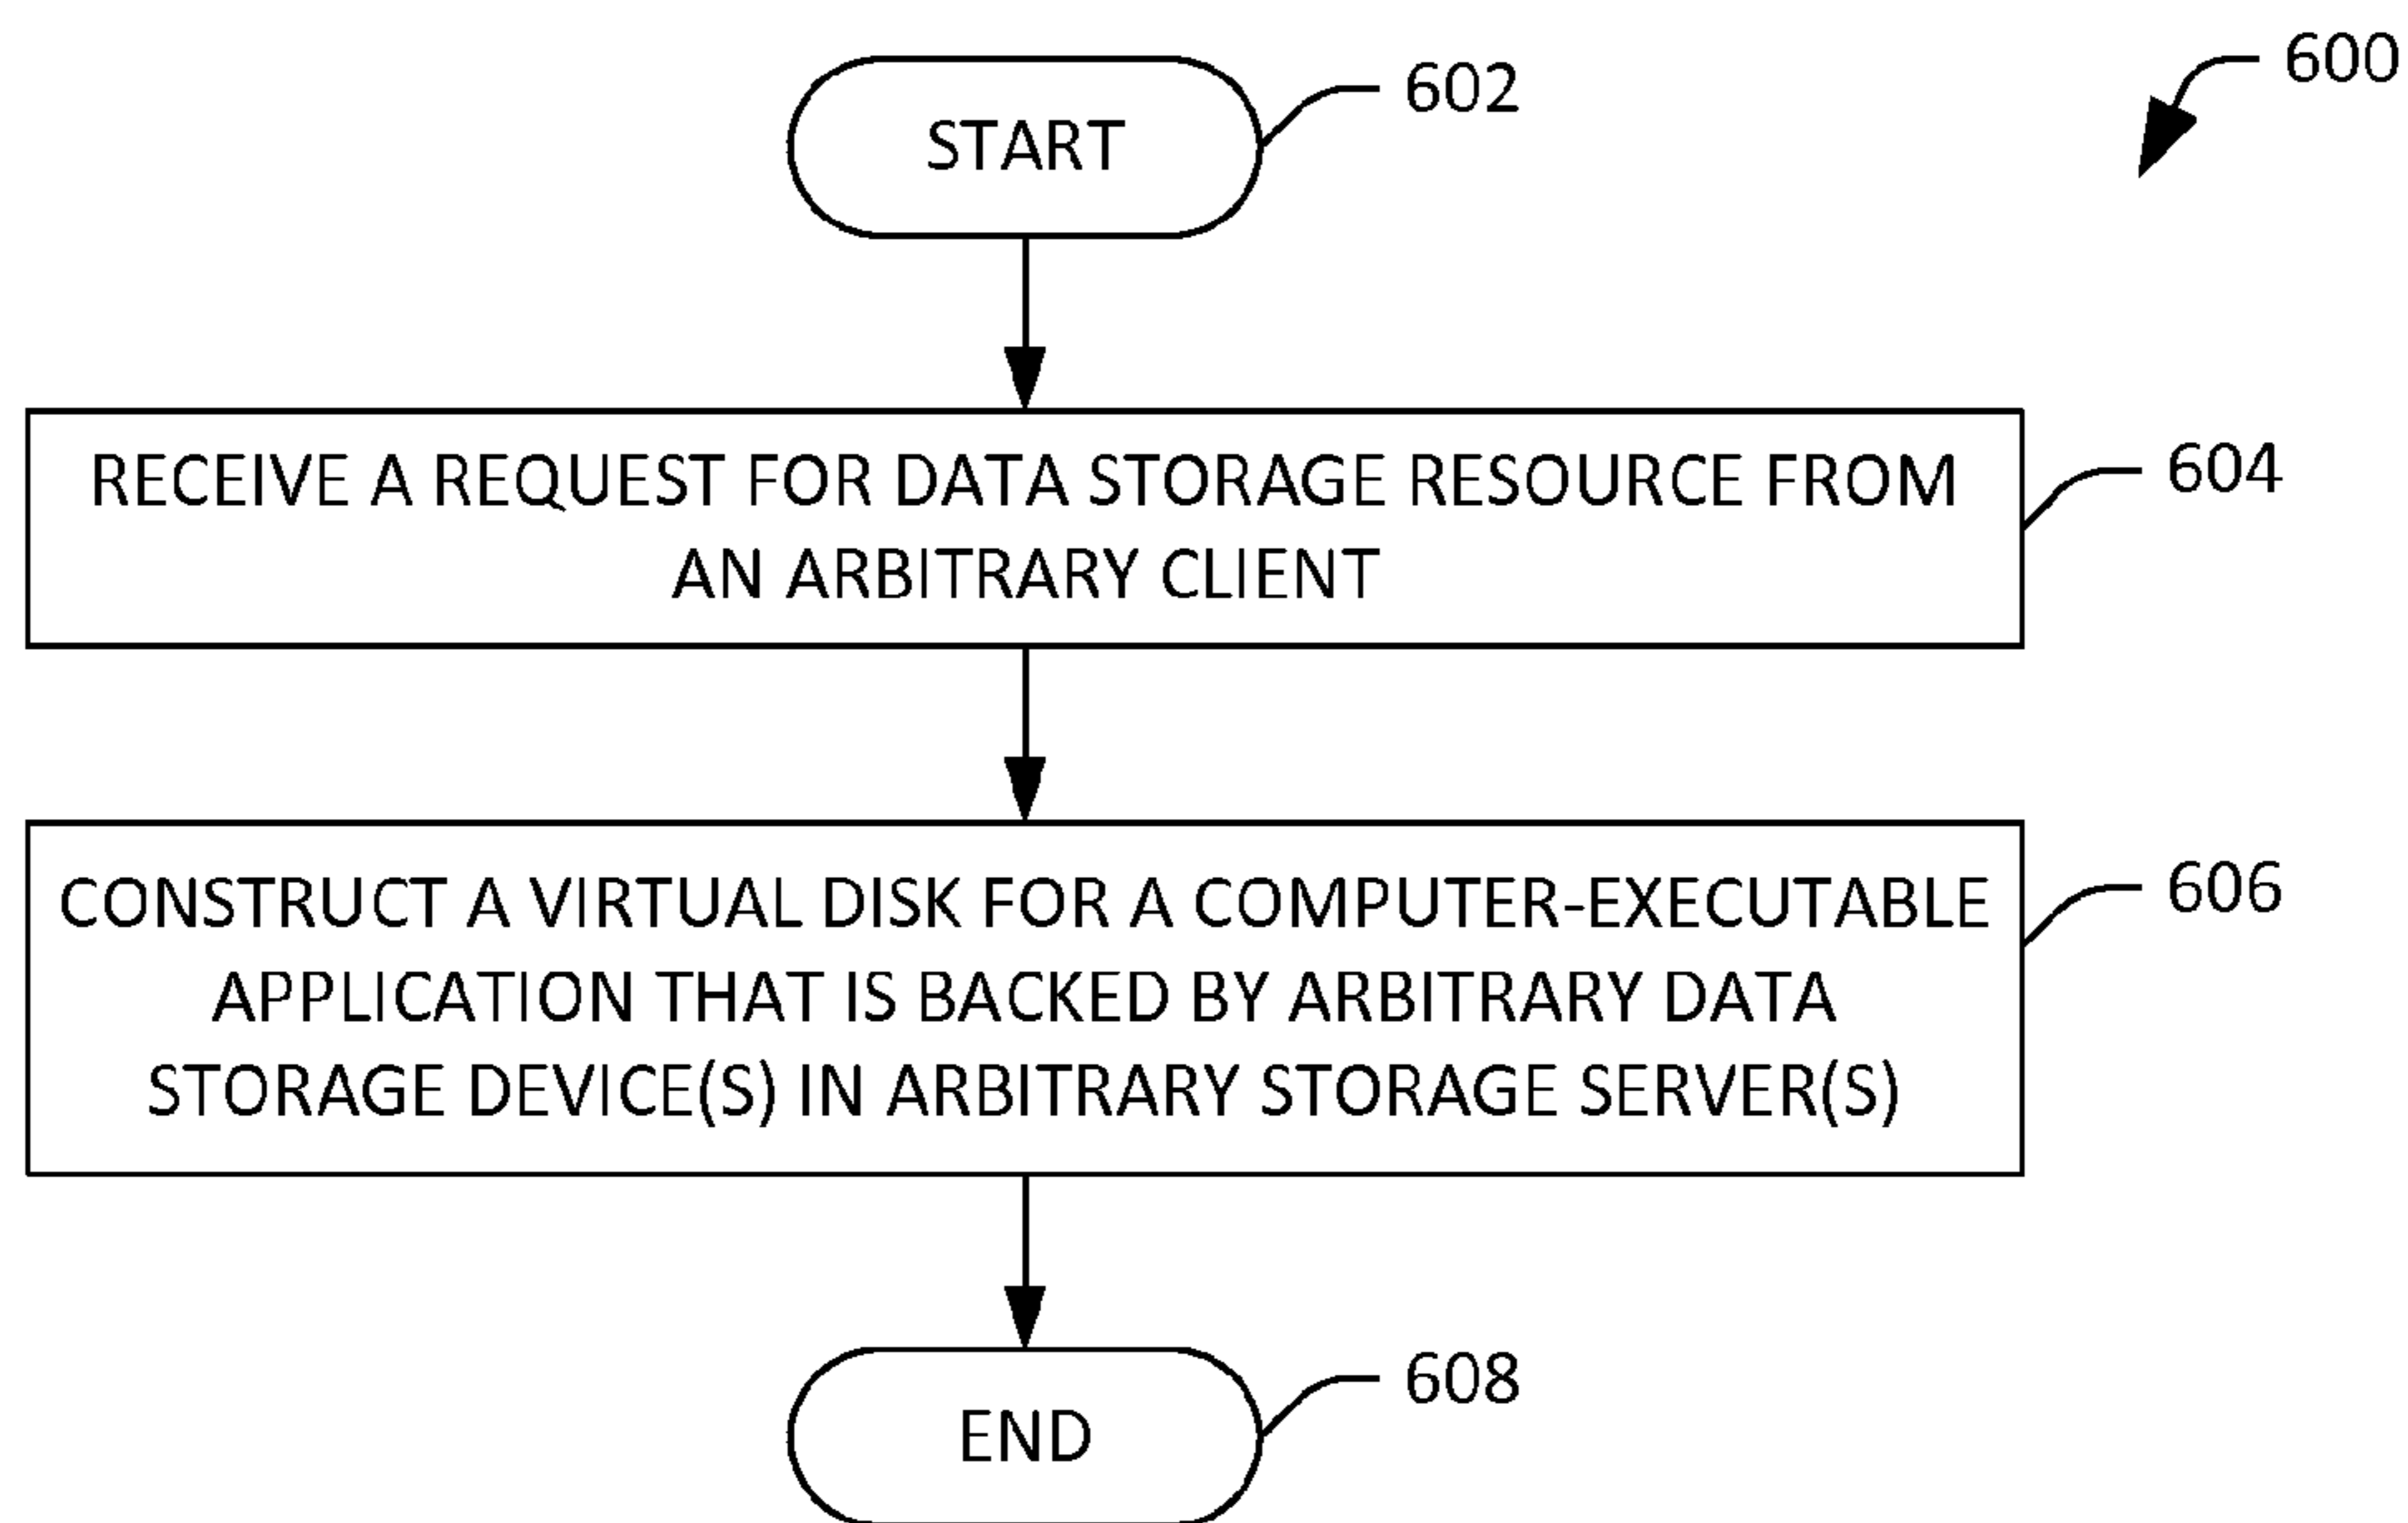 600
START
602
RECEIVE A REQUEST FOR DATA STORAGE RESOURCE FROM
AN ARBITRARY CLIENT
604
CONSTRUCT A VIRTUAL DISK FOR A COMPUTER-EXECUTABLE
APPLICATION THAT IS BACKED BY ARBITRARY DATA
STORAGE DEVICE(S) IN ARBITRARY STORAGE SERVER(S)
606
END
608